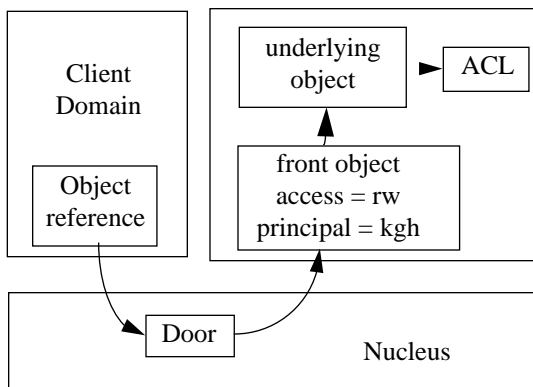 Client
Domain
Object
reference
underlying
object
ACL
front object
access = rw
principal = kgh
Door
Nucleus